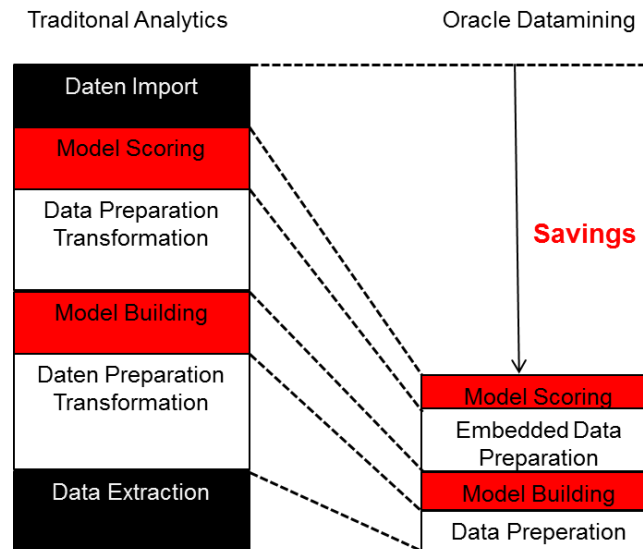 Traditonal Analytics
Oracle Datamining
Daten Import
Model Scoring
Data Preparation
Transformation
Model Building
Daten Preparation
Transformation
Data Extraction
Savings
Model Scoring
Embedded Data
Preparation
Model Building
Data Preperation